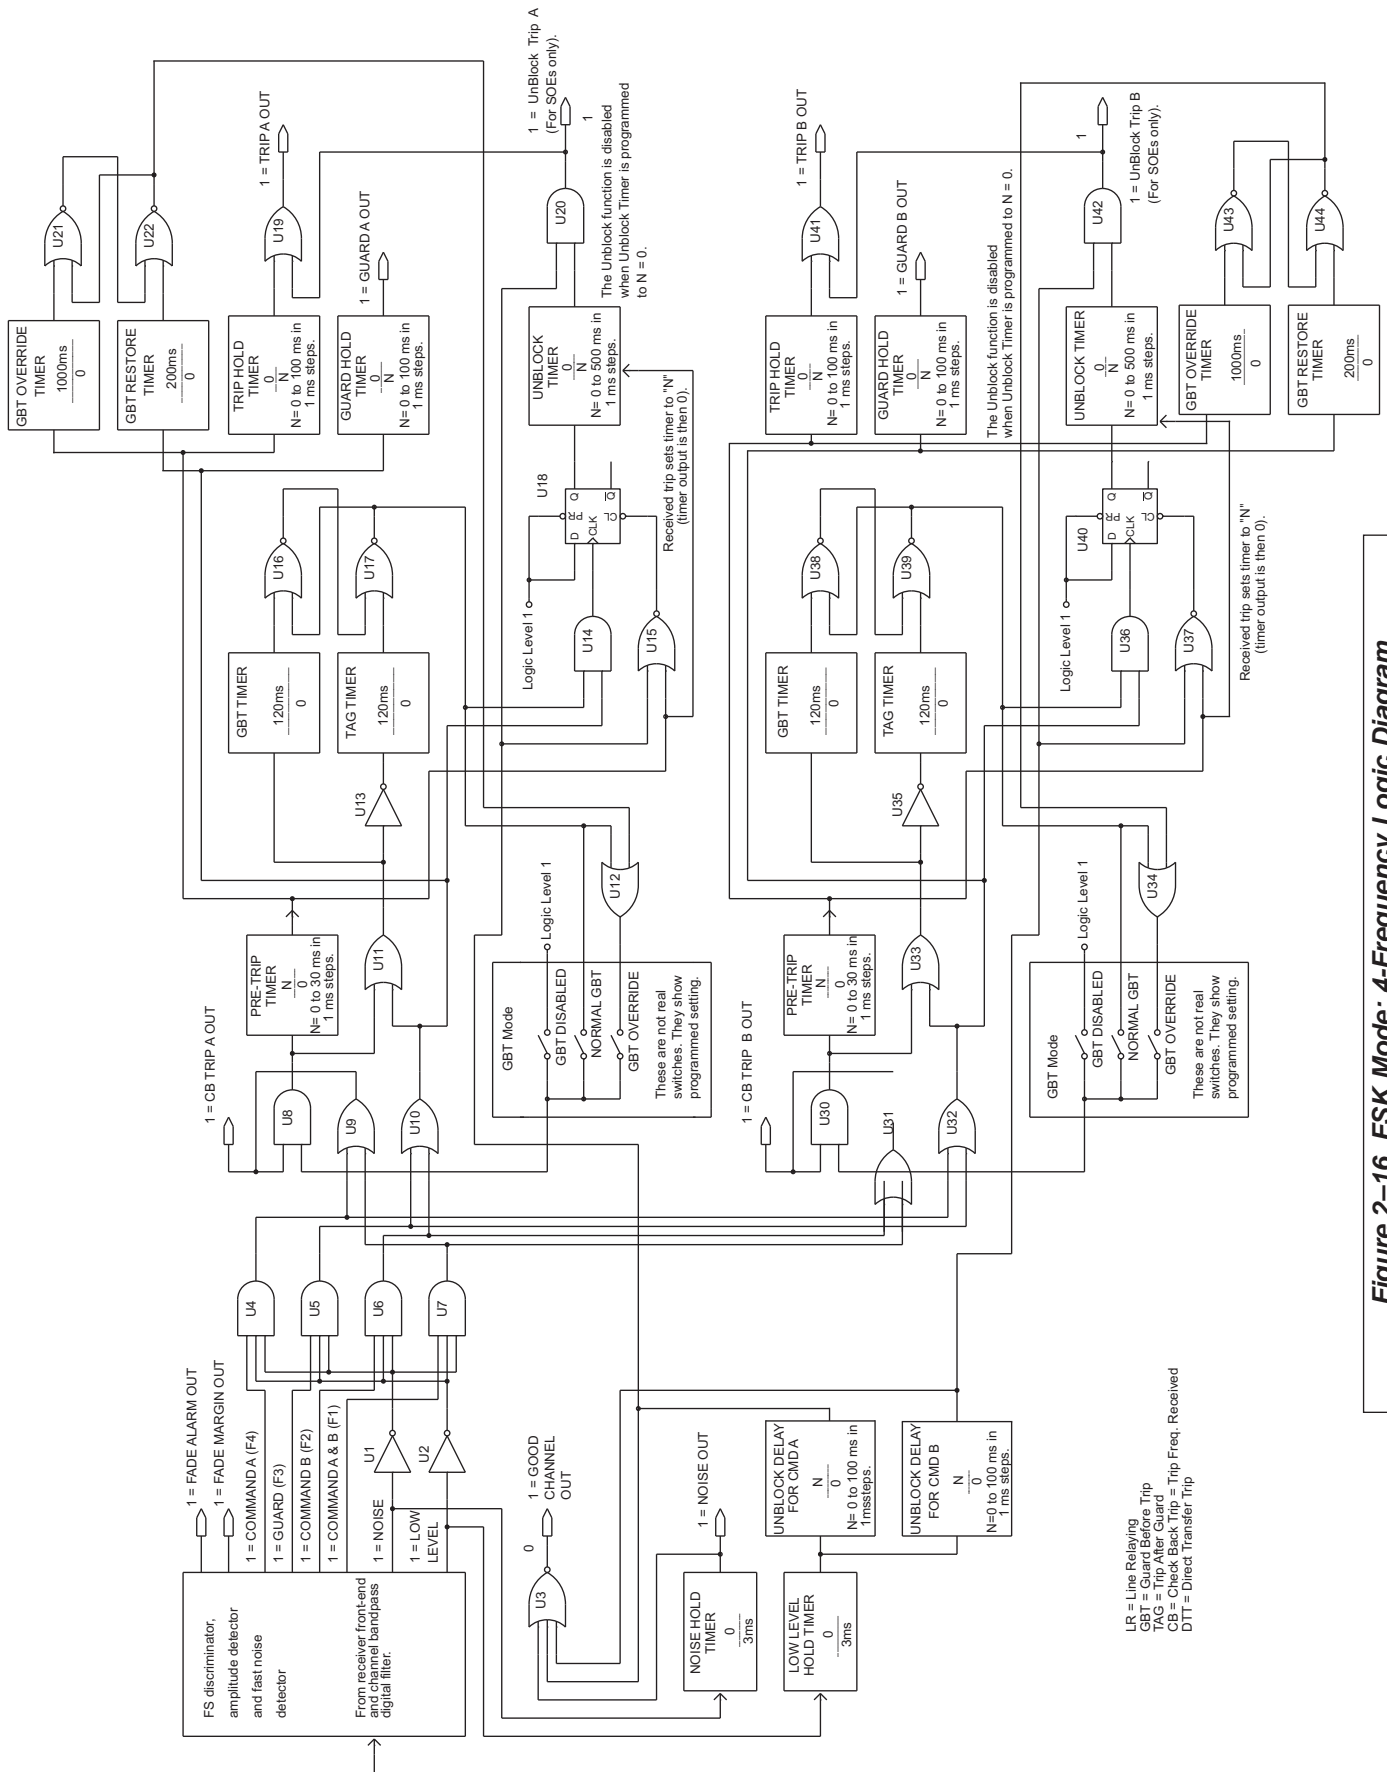 GBT OVERRIDE
TIMER
1000ms
0
GBT RESTORE
TIMER
200ms
0
U21
U22
TRIP HOLD
TIMER
0
N
N= 0 to 100 ms in
1 ms steps.
U19
1 = TRIP A OUT
GUARD HOLD
TIMER
0
N
N= 0 to 100 ms in
1 ms steps.
1 = GUARD A OUT
UNBLOCK
TIMER
0
N
N= 0 to 500 ms in
1 ms steps.
U20
1 = UnBlock Trip A
(For SOEs only).
1
The Unblock function is disabled
when Unblock Timer is programmed
to N = 0.
GBT TIMER
120ms
0
TAG TIMER
120ms
0
U16
U17
U13
U18
D
PR
Q
CLK
CL
Q
Logic Level 1
U14
U15
Received trip sets timer to "N"
(timer output is then 0).
1 = CB TRIP A OUT
PRE-TRIP
TIMER
N
0
N= 0 to 30 ms in
1 ms steps.
U8
U9
U10
U11
U12
GBT Mode
GBT DISABLED
NORMAL GBT
GBT OVERRIDE
Logic Level 1
These are not real
switches. They show
programmed setting.
TRIP HOLD
TIMER
0
N
N= 0 to 100 ms in
1 ms steps.
U41
1 = TRIP B OUT
GUARD HOLD
TIMER
0
N
N= 0 to 100 ms in
1 ms steps.
1 = GUARD B OUT
The Unblock function is disabled
when Unblock Timer is programmed to N = 0.
UNBLOCK TIMER
0
N
N= 0 to 500 ms in
1 ms steps.
U42
1
1 = UnBlock Trip B
(For SOEs only).
GBT OVERRIDE
TIMER
1000ms
0
GBT RESTORE
TIMER
200ms
0
U43
U44
GBT TIMER
120ms
0
TAG TIMER
120ms
0
U38
U39
U35
U40
D
PR
Q
CLK
CL
Q
Logic Level 1
U36
U37
Received trip sets timer to "N"
(timer output is then 0).
1 = CB TRIP B OUT
PRE-TRIP
TIMER
N
0
N= 0 to 30 ms in
1 ms steps.
U30
U31
U32
U33
U34
GBT Mode
GBT DISABLED
NORMAL GBT
GBT OVERRIDE
Logic Level 1
These are not real
switches. They show
programmed setting.
FS discriminator,
amplitude detector
and fast noise
detector
From receiver front-end
and channel bandpass
digital filter.
1 = FADE ALARM OUT
1 = FADE MARGIN OUT
1 = COMMAND A (F4)
1 = GUARD (F3)
1 = COMMAND B (F2)
1 = COMMAND A & B (F1)
1 = NOISE
1 = LOW
LEVEL
U1
U2
U4
U5
U6
U7
U3
0
1 = GOOD
CHANNEL
OUT
NOISE HOLD
TIMER
0
3ms
1 = NOISE OUT
LOW LEVEL
HOLD TIMER
0
3ms
UNBLOCK DELAY
FOR CMD A
N
0
N= 0 to 100 ms in
1mssteps.
UNBLOCK DELAY
FOR CMD B
N
0
N=0 to 100 ms in
1 ms steps.
LR = Line Relaying
GBT = Guard Before Trip
TAG = Trip After Guard
CB = Check Back Trip = Trip Freq. Received
DTT = Direct Transfer Trip
Figure 2–16. FSK Mode: 4-Frequency Logic Diagram